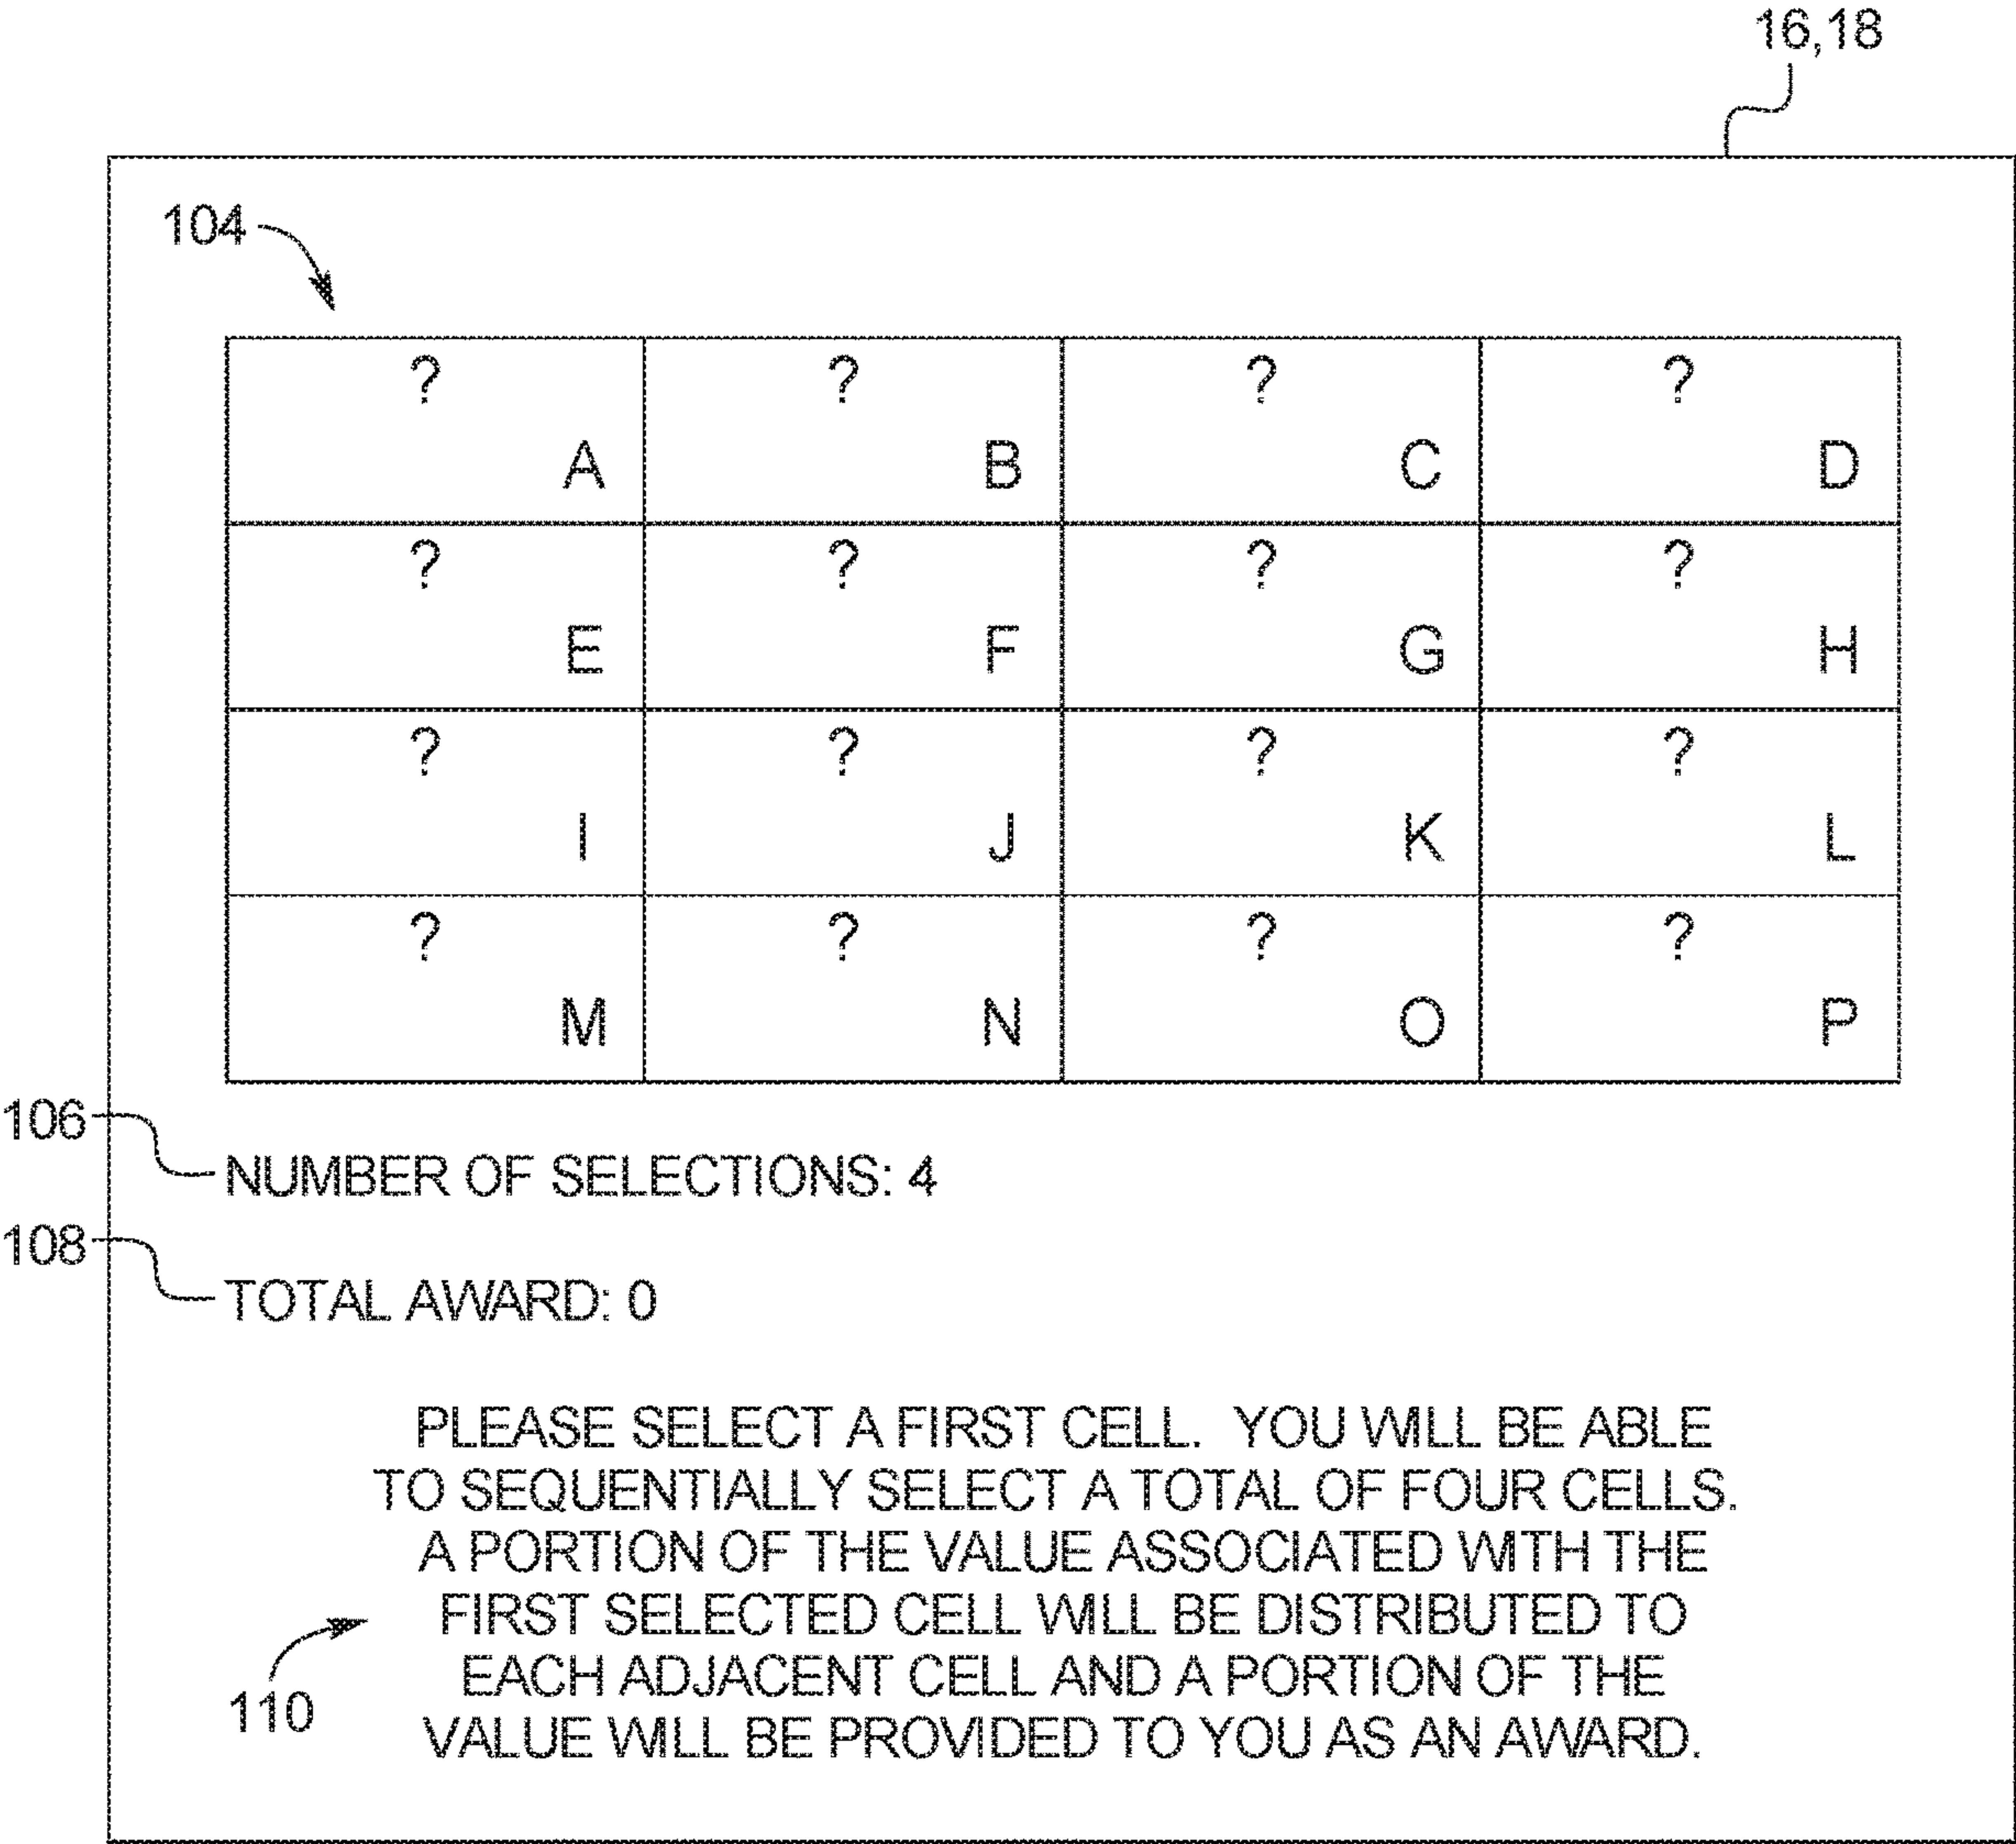 16,18
104
? ? ? ?
A B C D
? ? ? ?
E F G H
? ? ? ?
I J K L
? ? ? ?
M N O P
106
NUMBER OF SELECTIONS: 4
108
TOTAL AWARD: 0
PLEASE SELECT A FIRST CELL. YOU WILL BE ABLE
TO SEQUENTIALLY SELECT A TOTAL OF FOUR CELLS.
A PORTION OF THE VALUE ASSOCIATED WITH THE
FIRST SELECTED CELL WILL BE DISTRIBUTED TO
EACH ADJACENT CELL AND A PORTION OF THE
VALUE WILL BE PROVIDED TO YOU AS AN AWARD.
110